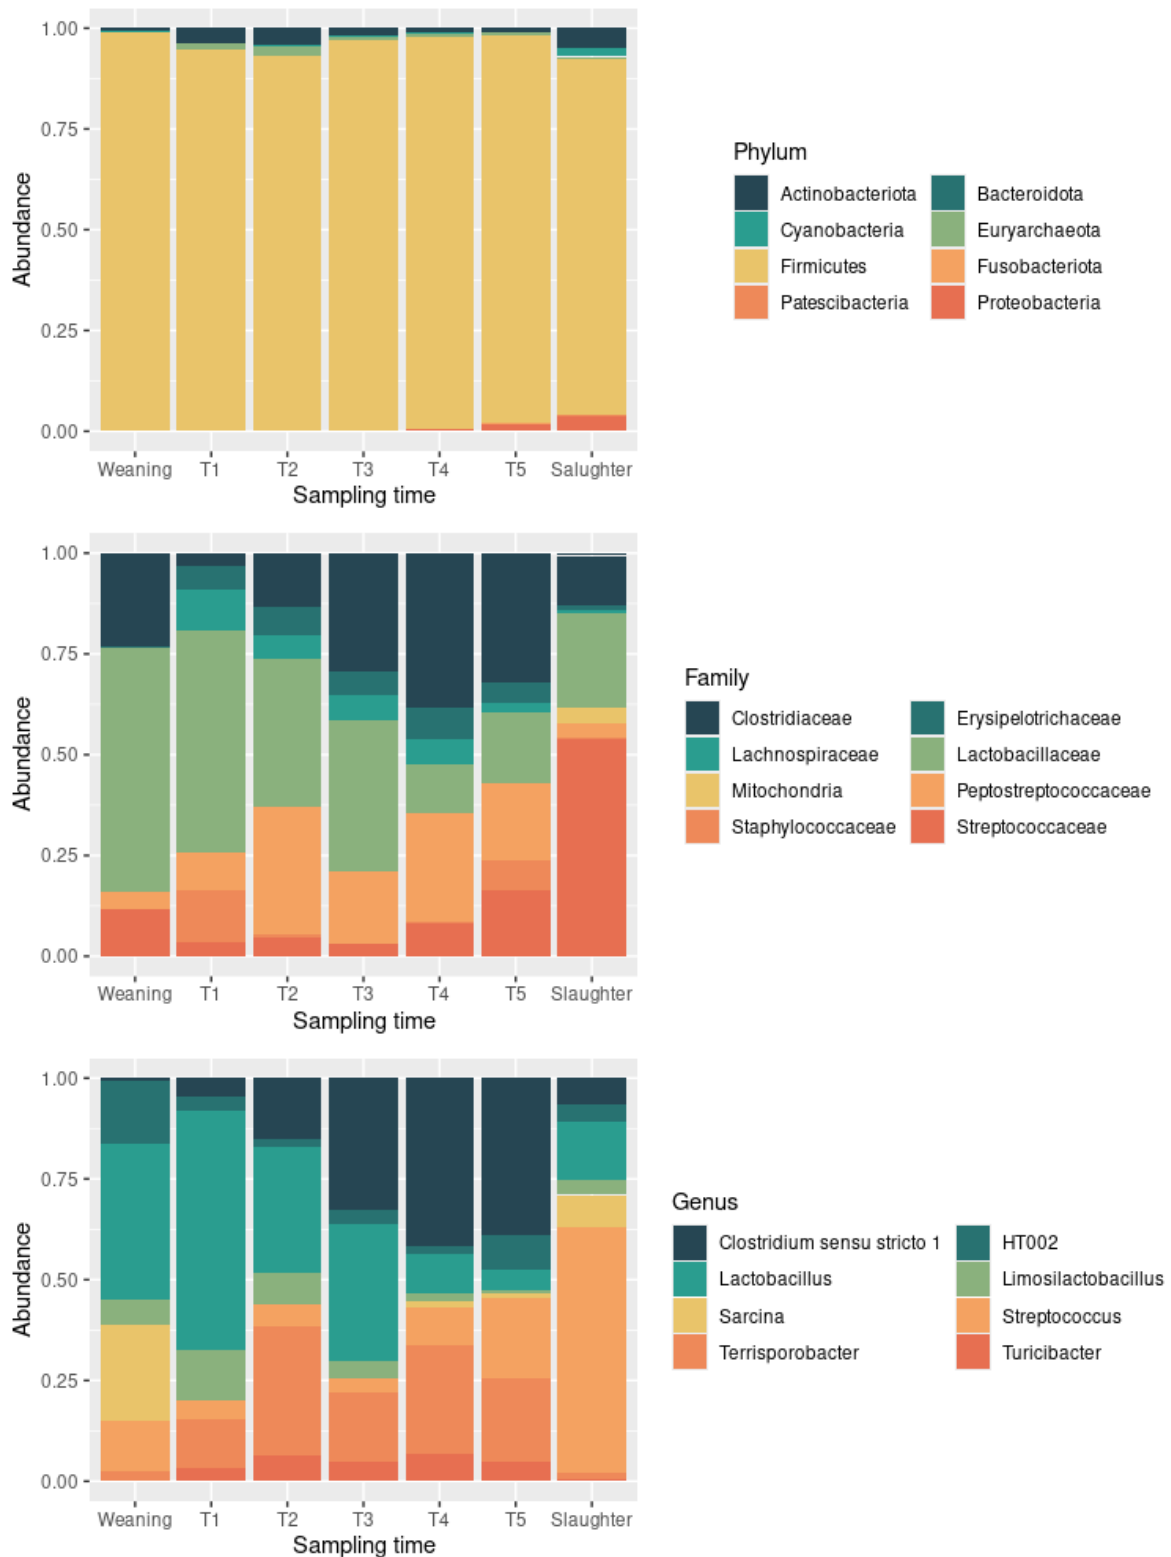 1.00
0.75
0.50
0.25
0.00
Abundance
Weaning T1 T2 T3 T4 T5 Salughter
Sampling time
Phylum
Actinobacteriota Bacteroidota
Cyanobacteria Euryarchaeota
Firmicutes Fusobacteriota
Patescibacteria Proteobacteria
1.00
0.75
0.50
0.25
0.00
Abundance
Weaning T1 T2 T3 T4 T5 Slaughter
Sampling time
Family
Clostridiaceae Erysipelotrichaceae
Lachnospiraceae Lactobacillaceae
Mitochondria Peptostreptococcaceae
Staphylococcaceae Streptococcaceae
1.00
0.75
0.50
0.25
0.00
Abundance
Weaning T1 T2 T3 T4 T5 Slaughter
Sampling time
Genus
Clostridium sensu stricto 1 HT002
Lactobacillus Limosilactobacillus
Sarcina Streptococcus
Terrisporobacter Turicibacter